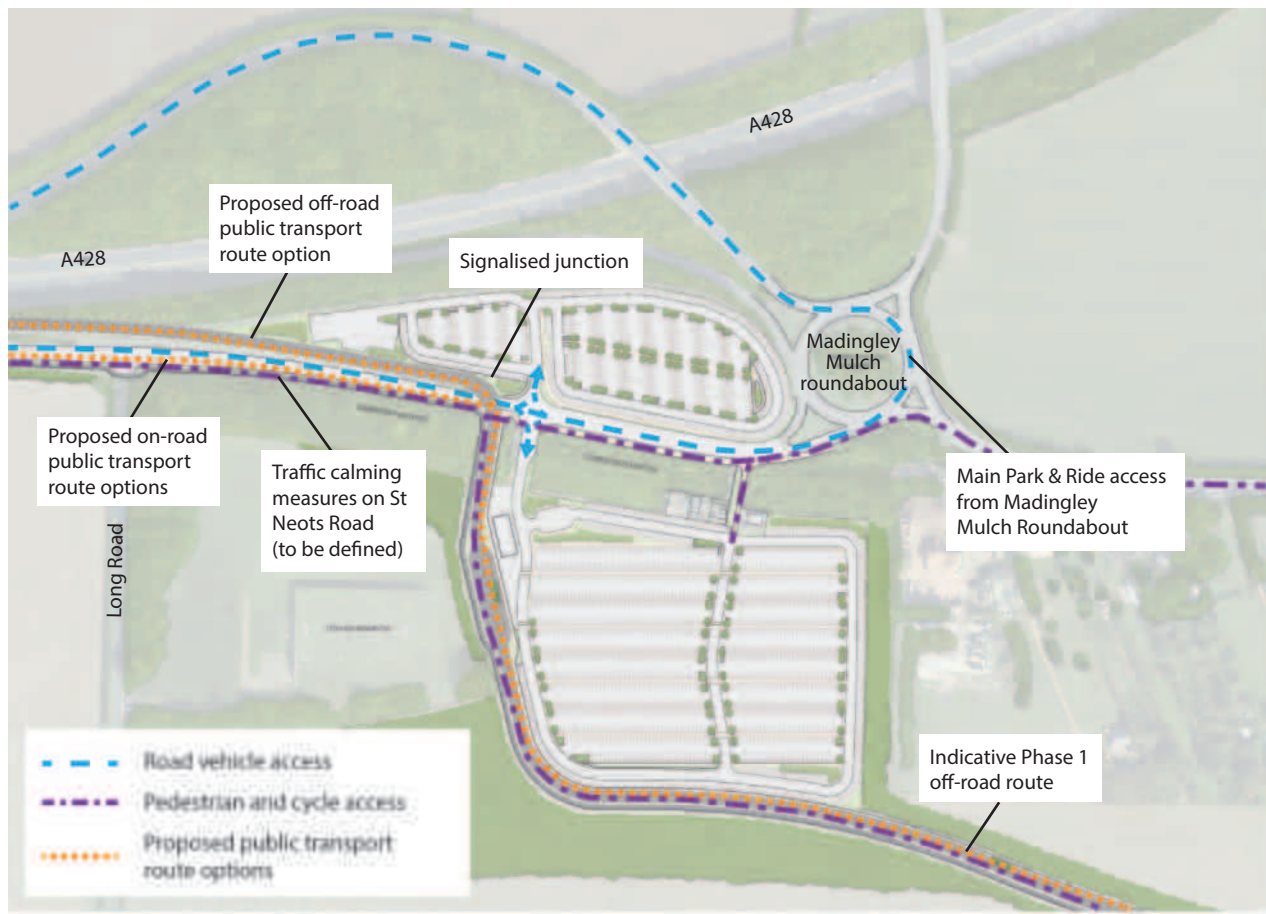 A428
A428
Proposed off-road
public transport
route option
Signalised junction
Madingley
Mulch
roundabout
Proposed on-road
public transport
route options
Traffic calming
measures on St
Neots Road
(to be defined)
Main Park & Ride access
from Madingley
Mulch Roundabout
Long Road
Indicative Phase 1
off-road route
Road vehicle access
Pedestrian and cycle access
Proposed public transport
route options